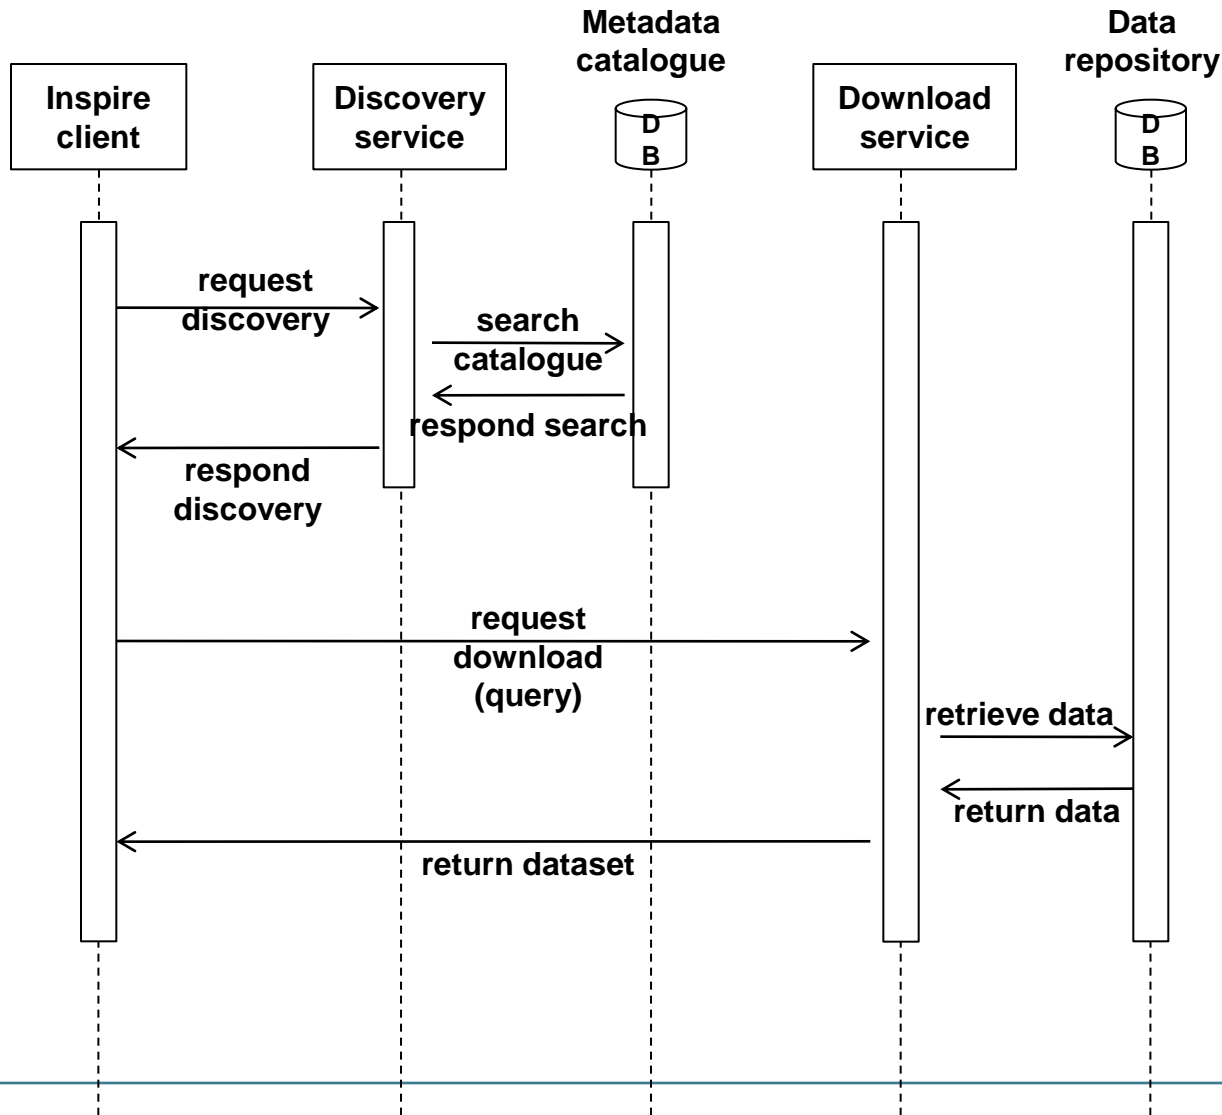 Metadata
catalogue
Data
repository
Inspire
client
Discovery
service
D
B
Download
service
D
B
request
discovery
search
catalogue
respond search
respond
discovery
request
download
(query)
retrieve data
return data
return dataset